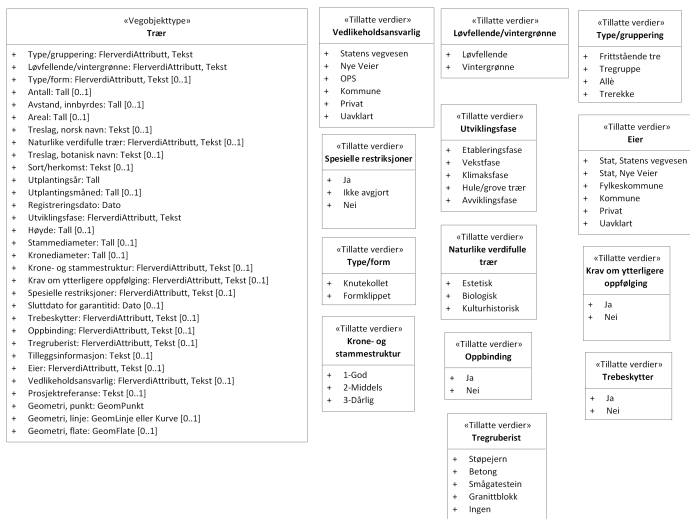 «Vegobjekttype»
Trær
+ Type/gruppering: FlerverdiAttributt, Tekst
+ Løvfellende/vintergrønne: FlerverdiAttributt, Tekst
+ Type/form: FlerverdiAttributt, Tekst [0..1]
+ Antall: Tall [0..1]
+ Avstand, innbyrdes: Tall [0..1]
+ Areal: Tall [0..1]
+ Treslag, norsk navn: Tekst [0..1]
+ Naturlike verdifulle trær: FlerverdiAttributt, Tekst [0..1]
+ Treslag, botanisk navn: Tekst [0..1]
+ Sort/herkomst: Tekst [0..1]
+ Utplantingsår: Tall
+ Utplantingsmåned: Tall [0..1]
+ Registreringsdato: Dato
+ Utviklingsfase: FlerverdiAttributt, Tekst
+ Høyde: Tall [0..1]
+ Stammediameter: Tall [0..1]
+ Kronediameter: Tall [0..1]
+ Krone- og stammestruktur: FlerverdiAttributt, Tekst [0..1]
+ Krav om ytterligere oppfølging: FlerverdiAttributt, Tekst [0..1]
+ Spesielle restriksjoner: FlerverdiAttributt, Tekst [0..1]
+ Sluttdato for garantitid: Dato [0..1]
+ Trebeskytter: FlerverdiAttributt, Tekst [0..1]
+ Oppbinding: FlerverdiAttributt, Tekst [0..1]
+ Tregruberist: FlerverdiAttributt, Tekst [0..1]
+ Tilleggsinformasjon: Tekst [0..1]
+ Eier: FlerverdiAttributt, Tekst [0..1]
+ Vedlikeholdsansvarlig: FlerverdiAttributt, Tekst [0..1]
+ Prosjektreferanse: Tekst [0..1]
+ Geometri, punkt: GeomPunkt
+ Geometri, linje: GeomLinje eller Kurve [0..1]
+ Geometri, flate: GeomFlate [0..1]
«Tillatte verdier»
Vedlikeholdsansvarlig
+ Statens vegvesen
+ Nye Veier
+ OPS
+ Kommune
+ Privat
+ Uavklart
«Tillatte verdier»
Spesielle restriksjoner
+ Ja
+ Ikke avgjort
+ Nei
«Tillatte verdier»
Type/form
+ Knutekollet
+ Formklippet
«Tillatte verdier»
Krone- og
stammestruktur
+ 1-God
+ 2-Middels
+ 3-Dårlig
«Tillatte verdier»
Løvfellende/vintergrønne
+ Løvfellende
+ Vintergrønne
«Tillatte verdier»
Utviklingsfase
+ Etableringsfase
+ Vekstfase
+ Klimaksfase
+ Hule/grove trær
+ Avviklingsfase
«Tillatte verdier»
Naturlike verdifulle
trær
+ Estetisk
+ Biologisk
+ Kulturhistorisk
«Tillatte verdier»
Oppbinding
+ Ja
+ Nei
«Tillatte verdier»
Tregruberist
+ Støpejern
+ Betong
+ Smågatestein
+ Granittblokk
+ Ingen
«Tillatte verdier»
Type/gruppering
+ Frittstående tre
+ Tregruppe
+ Allè
+ Trerekke
«Tillatte verdier»
Eier
+ Stat, Statens vegvesen
+ Stat, Nye Veier
+ Fylkeskommune
+ Kommune
+ Privat
+ Uavklart
«Tillatte verdier»
Krav om ytterligere
oppfølging
+ Ja
+ Nei
«Tillatte verdier»
Trebeskytter
+ Ja
+ Nei